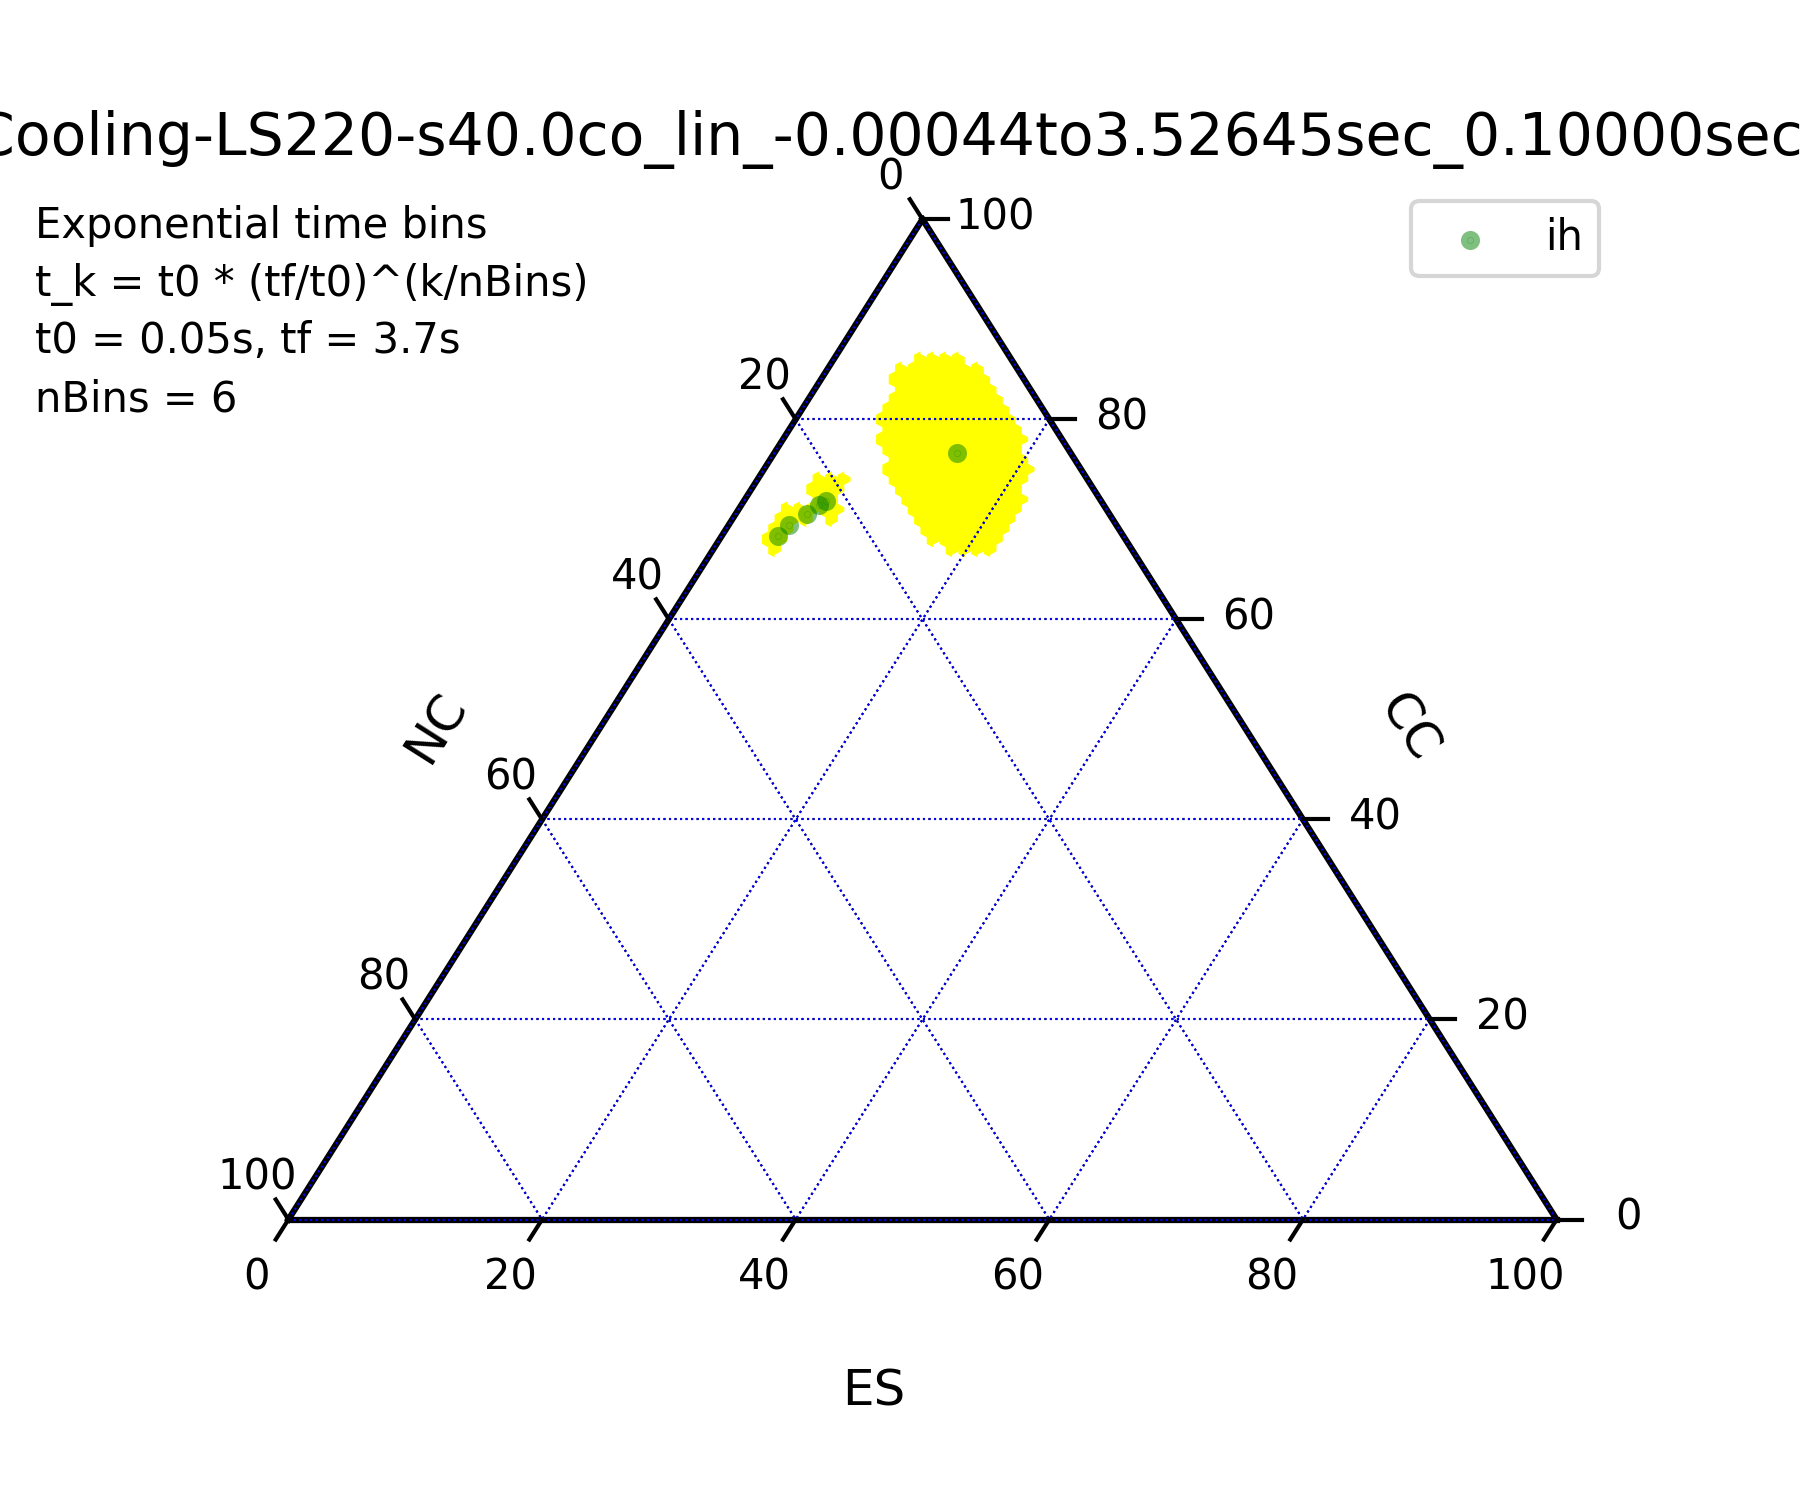 Cooling-LS220-s40.0co_lin_-0.00044to3.52645sec_0.10000sec
Exponential time bins
t_k = t0 * (tf/t0)^(k/nBins)
t0 = 0.05s, tf = 3.7s
nBins = 6
ih
0
100
20
80
40
60
NC
CC
60
40
80
20
100
0
0
20
40
60
80
100
ES